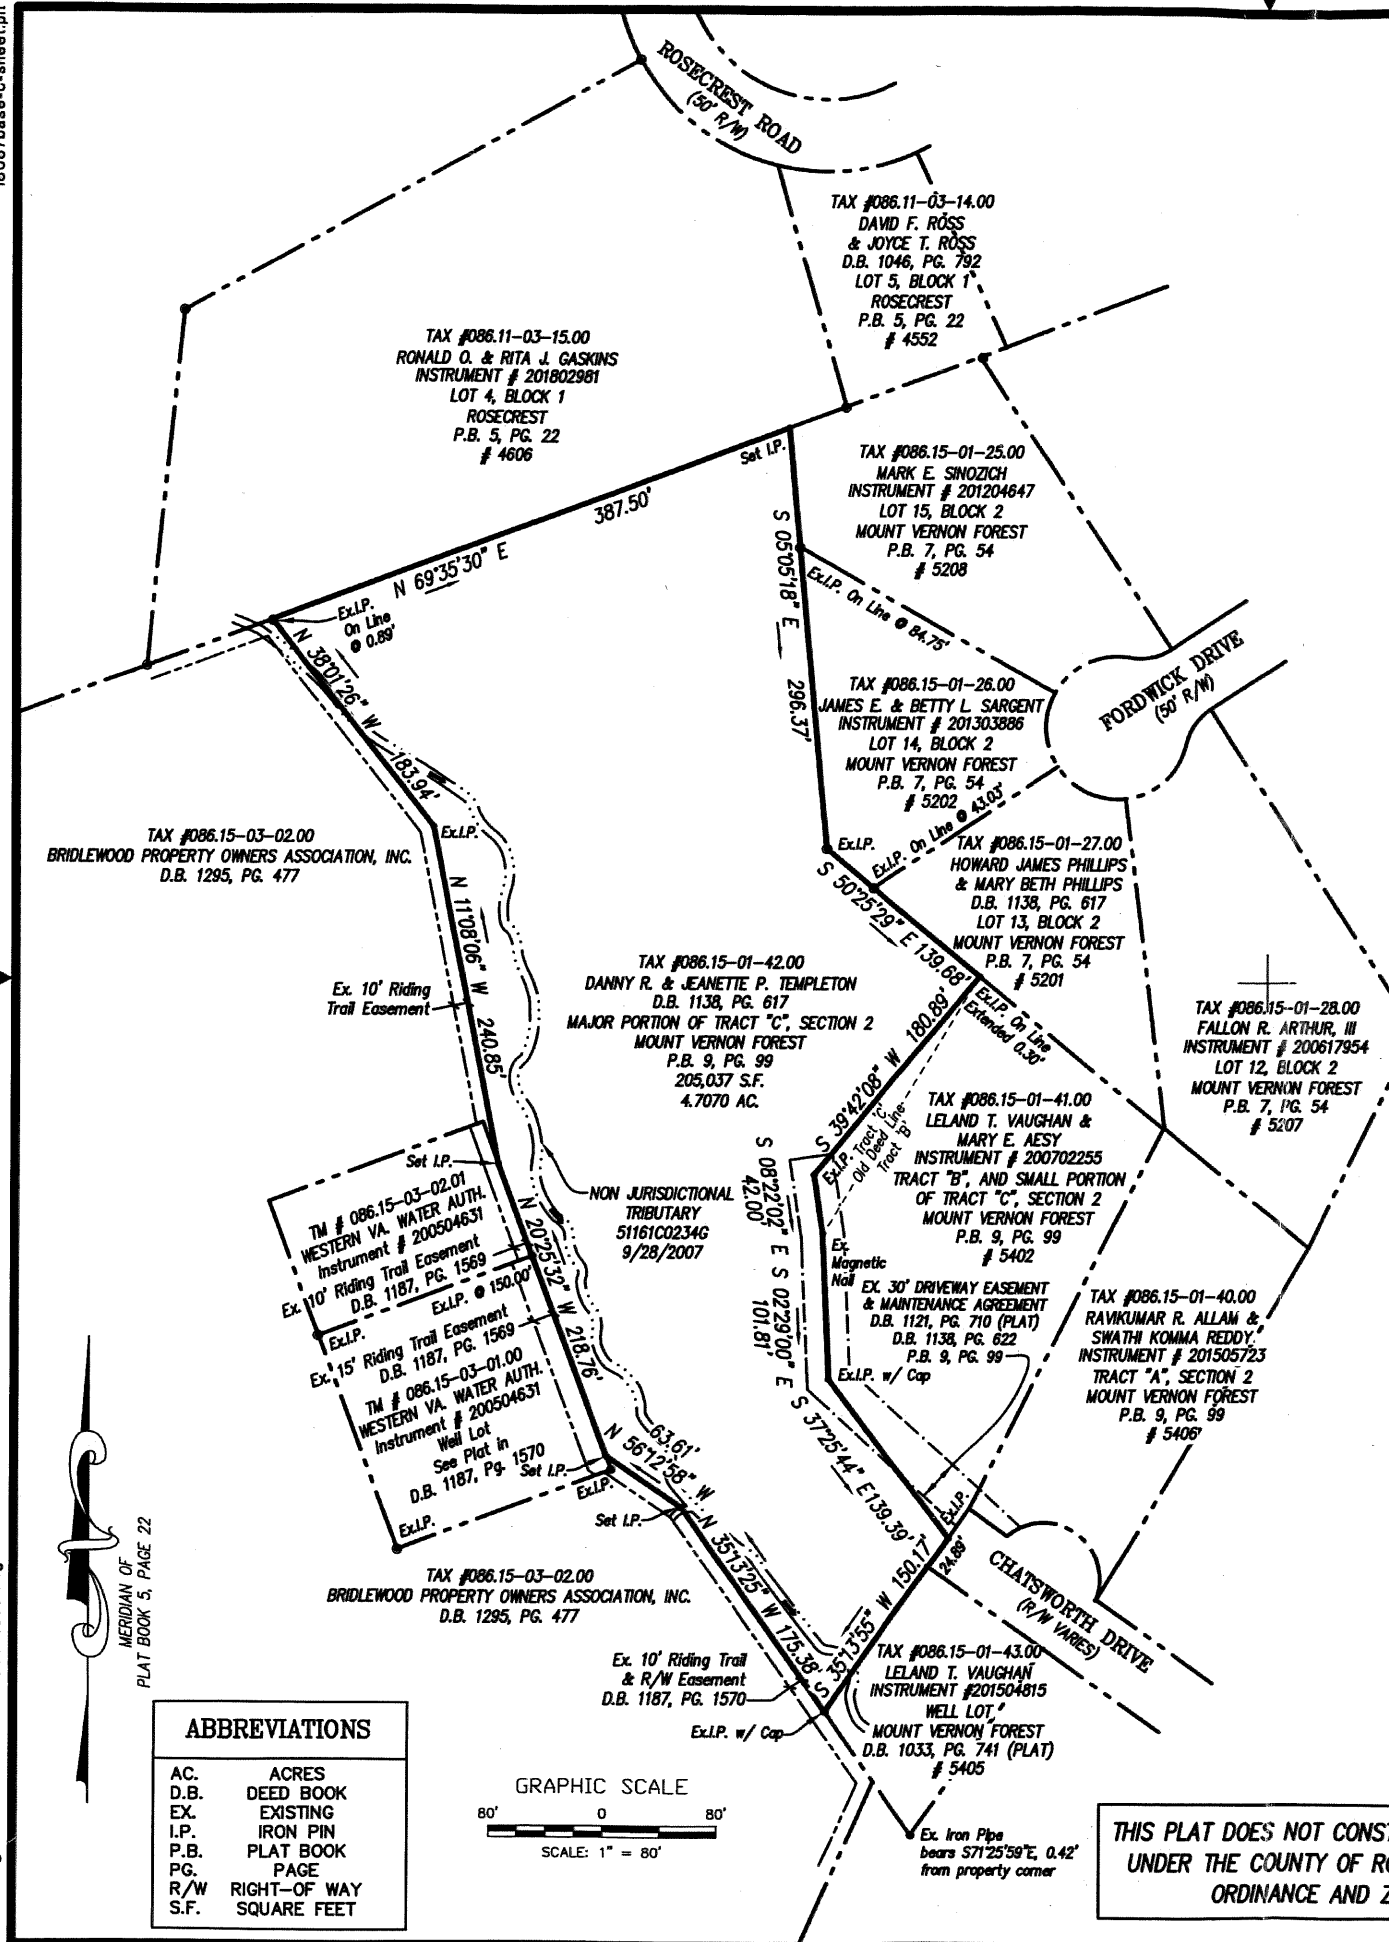 ROSECREST ROAD
(50' R/W)
TAX #086.11-03-14.00
DAVID F. ROSS
& JOYCE T. ROSS
D.B. 1046, PG. 792
LOT 5, BLOCK 1
ROSECREST
P.B. 5, PG. 22
# 4552
TAX #086.11-03-15.00
RONALD O. & RITA J. GASKINS
INSTRUMENT # 201802981
LOT 4, BLOCK 1
ROSECREST
P.B. 5, PG. 22
# 4606
Set I.P.
387.50'
N 69°35'30" E
TAX #086.15-01-25.00
MARK E. SINOZICH
INSTRUMENT # 201204647
LOT 15, BLOCK 2
MOUNT VERNON FOREST
P.B. 7, PG. 54
# 5208
S 05°05'18" E 296.37'
Ex.I.P. On Line @ 84.75'
Ex.I.P.
On Line
@ 0.89'
N 38°01'26" W 183.94'
FORDWICK DRIVE
(50' R/W)
TAX #086.15-01-26.00
JAMES E. & BETTY L. SARGENT
INSTRUMENT # 201303886
LOT 14, BLOCK 2
MOUNT VERNON FOREST
P.B. 7, PG. 54
# 5202
Ex.I.P. On Line @ 43.03'
Ex.I.P.
Ex.I.P.
TAX #086.15-03-02.00
BRIDLEWOOD PROPERTY OWNERS ASSOCIATION, INC.
D.B. 1295, PG. 477
TAX #086.15-01-27.00
HOWARD JAMES PHILLIPS
& MARY BETH PHILLIPS
D.B. 1138, PG. 617
LOT 13, BLOCK 2
MOUNT VERNON FOREST
P.B. 7, PG. 54
# 5201
S 50°25'29" E 139.68'
N 11°08'06" W 240.85'
Ex. 10' Riding
Trail Easement
TAX #086.15-01-42.00
DANNY R. & JEANETTE P. TEMPLETON
D.B. 1138, PG. 617
MAJOR PORTION OF TRACT "C", SECTION 2
MOUNT VERNON FOREST
P.B. 9, PG. 99
205,037 S.F.
4.7070 AC.
Ex.I.P. On Line
Extended 0.30'
S 39°42'08" W 180.89'
TAX #086.15-01-28.00
FALLON R. ARTHUR, III
INSTRUMENT # 200617954
LOT 12, BLOCK 2
MOUNT VERNON FOREST
P.B. 7, PG. 54
# 5207
TAX #086.15-01-41.00
LELAND T. VAUGHAN &
MARY E. AESY
INSTRUMENT # 200702255
TRACT "B", AND SMALL PORTION
OF TRACT "C", SECTION 2
MOUNT VERNON FOREST
P.B. 9, PG. 99
# 5402
Ex.I.P.
Tract 'C'
Old Deed Line
Tract 'B'
S 08°22'02" E
42.00'
S 02°29'00" E
101.81'
Ex.
Magnetic
Nail
NON JURISDICTIONAL
TRIBUTARY
51161C0234G
9/28/2007
Set I.P.
TM # 086.15-03-02.01
WESTERN VA. WATER AUTH.
Instrument # 200504631
Ex. 10' Riding Trail Easement
D.B. 1187, PG. 1569
Ex.I.P. @ 150.00'
N 20°25'32" W 218.76'
Ex.I.P.
Ex. 15' Riding Trail Easement
D.B. 1187, PG. 1569
TM # 086.15-03-01.00
WESTERN VA. WATER AUTH.
Instrument # 200504631
Well Lot
See Plat in
D.B. 1187, Pg. 1570
Set I.P.
Ex.I.P.
Ex.I.P.
EX. 30' DRIVEWAY EASEMENT
& MAINTENANCE AGREEMENT
D.B. 1121, PG. 710 (PLAT)
D.B. 1138, PG. 622
P.B. 9, PG. 99
TAX #086.15-01-40.00
RAVIKUMAR R. ALLAM &
SWATHI KOMMA REDDY
INSTRUMENT # 201505723
TRACT "A", SECTION 2
MOUNT VERNON FOREST
P.B. 9, PG. 99
# 5406
Ex.I.P. w/ Cap
S 37°25'44" E 139.39'
Ex.I.P.
63.61'
N 56°12'58" W
Set I.P.
N 35°13'25" W 175.38'
S 35°13'55" W 150.17'
24.89'
CHATSWORTH DRIVE
(R/W VARIES)
TAX #086.15-03-02.00
BRIDLEWOOD PROPERTY OWNERS ASSOCIATION, INC.
D.B. 1295, PG. 477
Ex. 10' Riding Trail
& R/W Easement
D.B. 1187, PG. 1570
Ex.I.P. w/ Cap
TAX #086.15-01-43.00
LELAND T. VAUGHAN
INSTRUMENT #201504815
WELL LOT
MOUNT VERNON FOREST
D.B. 1033, PG. 741 (PLAT)
# 5405
Ex. Iron Pipe
bears S71°25'59"E, 0.42'
from property corner
MERIDIAN OF
PLAT BOOK 5, PAGE 22
ABBREVIATIONS
AC. ACRES
D.B. DEED BOOK
EX. EXISTING
I.P. IRON PIN
P.B. PLAT BOOK
PG. PAGE
R/W RIGHT-OF WAY
S.F. SQUARE FEET
GRAPHIC SCALE
80' 0 80'
SCALE: 1" = 80'
THIS PLAT DOES NOT CONST
UNDER THE COUNTY OF RO
ORDINANCE AND Z